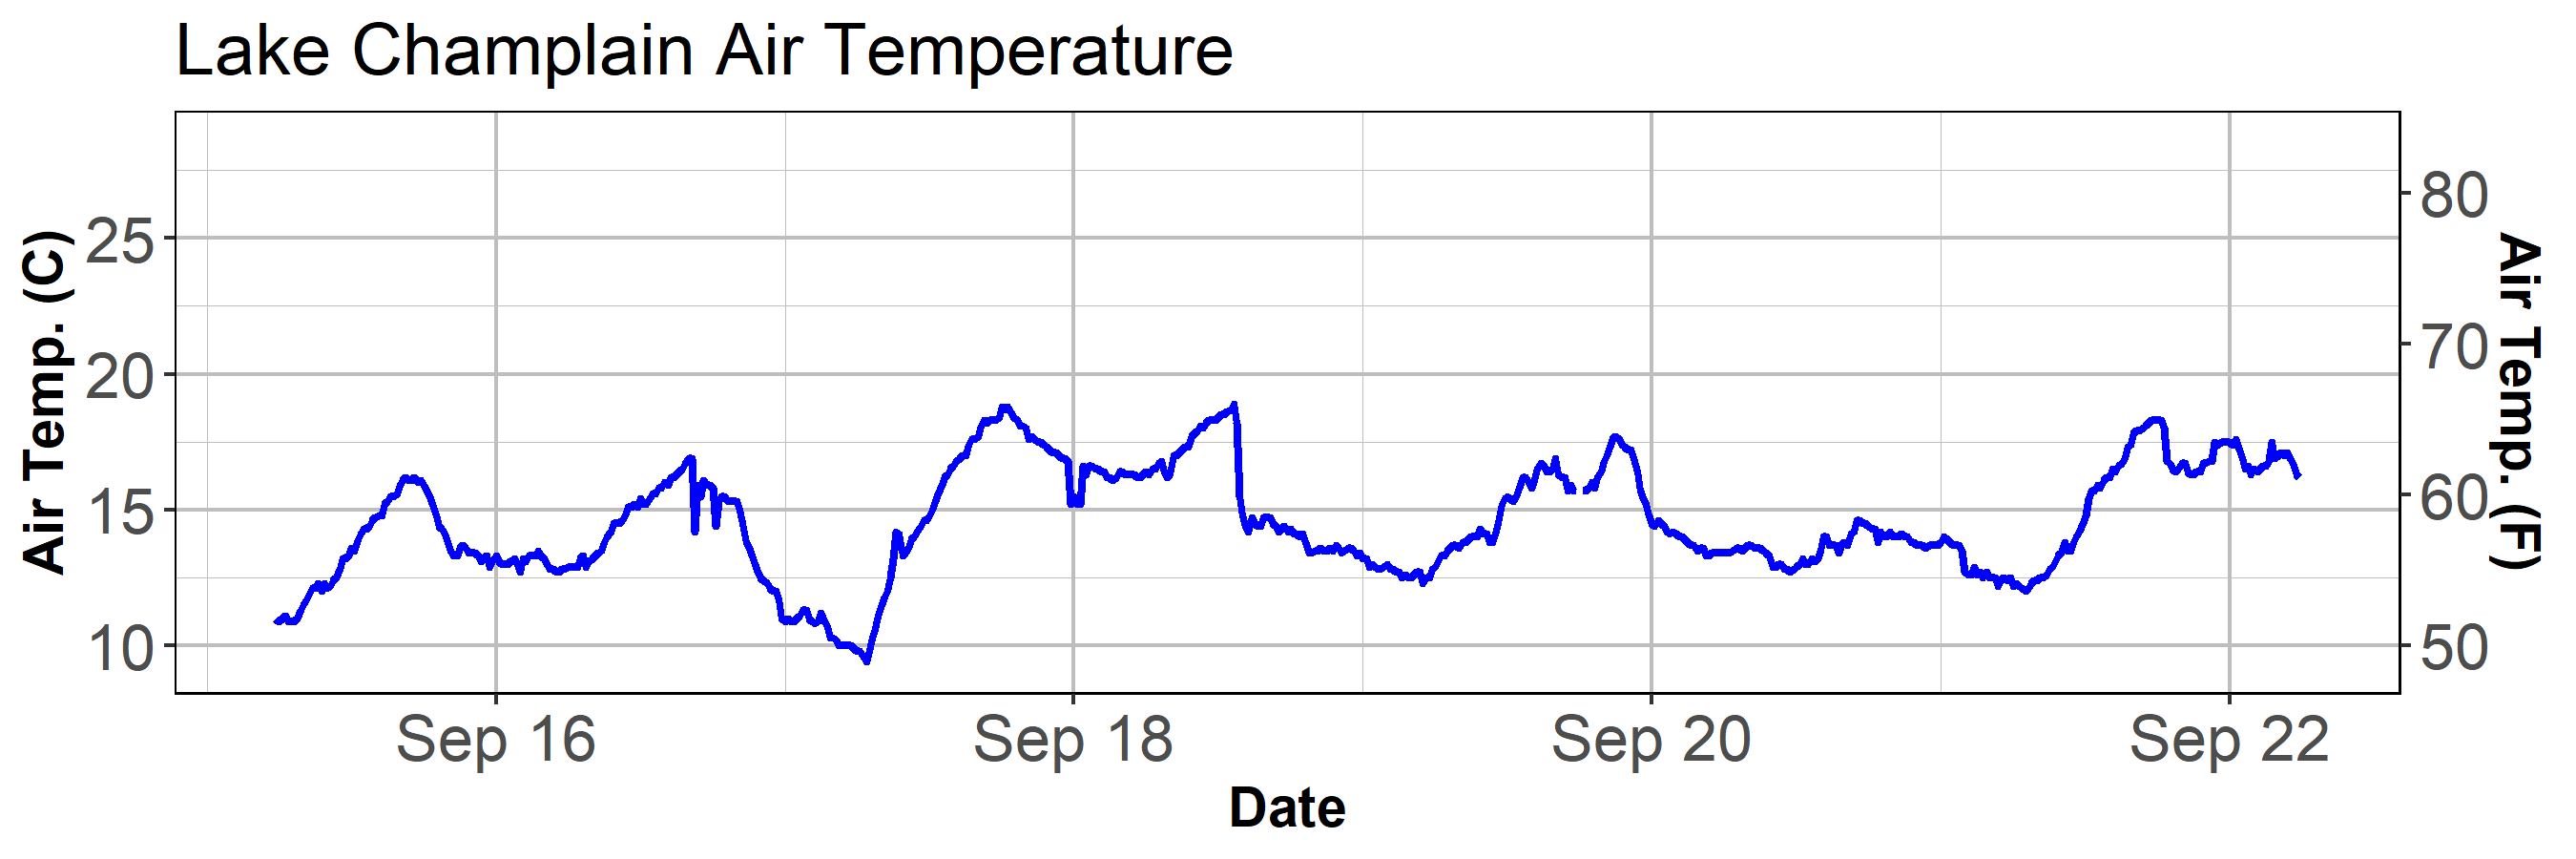 Lake Champlain Air Temperature
Air Temp. (C)
25
20
15
10
80
70
60
50
Air Temp. (F)
Sep 16
Sep 18
Sep 20
Sep 22
Date